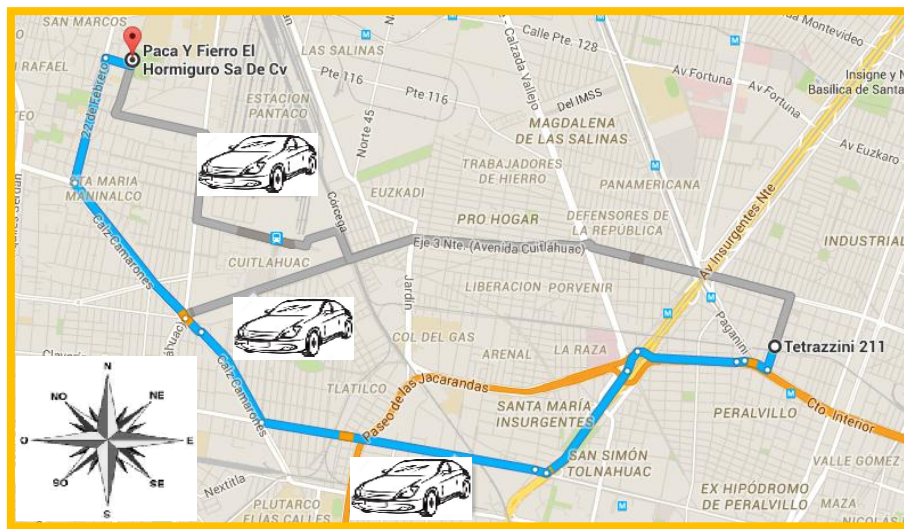 SAN MARCOS
Paca Y Fierro El
Hormiguro Sa De Cv
RAFAEL
LAS SALINAS
Calle Pte. 128
Montevideo
Calzada Vallejo
Av Fortuna
Insigne y N
Basílica de Santa
Pte 116
Pte 116
Del IMSS
Av Fortuna
22 de Febrero
ESTACION
PANTACO
Norte 45
MAGDALENA
DE LAS SALINAS
Av Euzkaro
TRABAJADORES
DE HIERRO
PANAMERICANA
STA MARIA
MANINALCO
EUZKADI
Córcega
PRO HOGAR
DEFENSORES DE
LA REPÚBLICA
Av Insurgentes Nte
INDUSTRIAL
Calz Camarones
CUITLAHUAC
Eje 3 Nte. (Avenida Cuitláhuac)
LIBERACION
PORVENIR
Jardín
COL DEL GAS
Paganini
Tetrazzini 211
ARENAL
LA RAZA
Calz Camarones
TLATILCO
Paseo de las Jacarandas
SANTA MARÍA
INSURGENTES
PERALVILLO
Cto. Interior
SAN SIMÓN
TOLNAHUAC
VALLE GÓMEZ
Nextitla
PLUTARCO
ELÍAS CALLES
EX HIPÓDROMO
DE PERALVILLO
MAZA
N
NO
NE
O
E
SO
SE
S